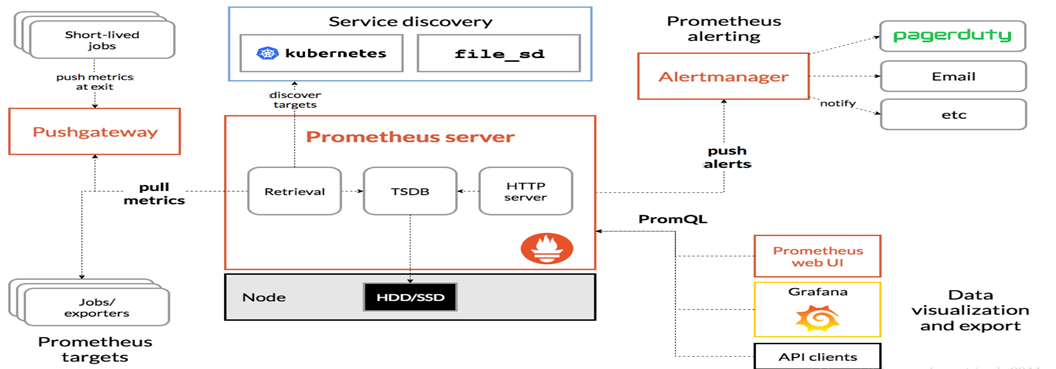 Short-lived
jobs
push metrics
at exit
Pushgateway
pull
metrics
Jobs/
exporters
Prometheus
targets
Service discovery
kubernetes
file_sd
discover
targets
Prometheus server
Retrieval
TSDB
HTTP
server
Node
HDD/SSD
Prometheus
alerting
Alertmanager
pagerduty
Email
etc
notify
push
alerts
PromQL
Prometheus
web UI
Grafana
API clients
Data
visualization
and export